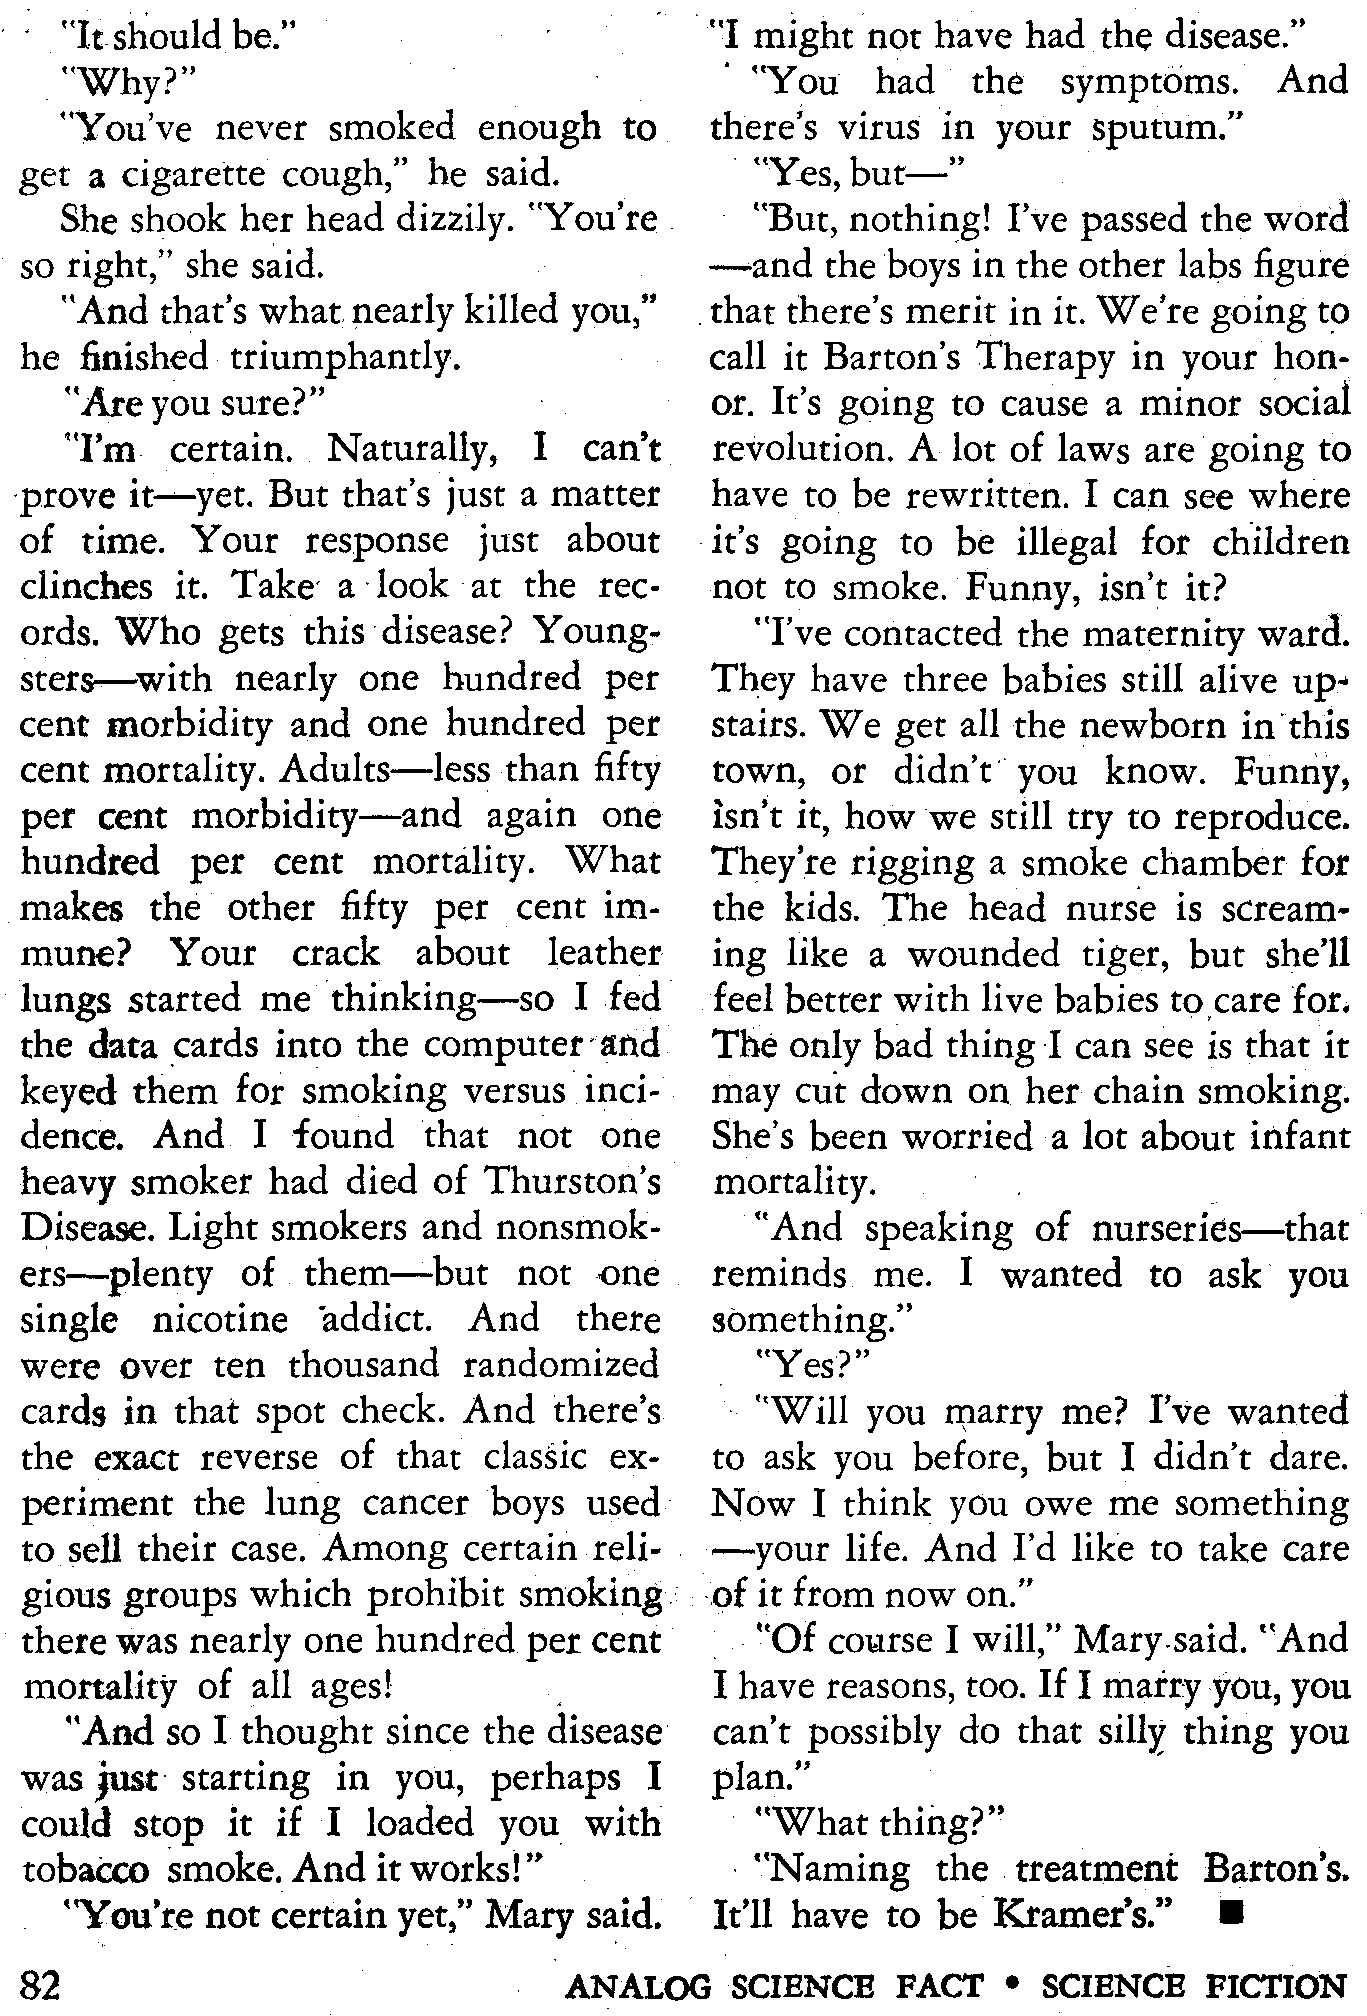 "It should be."
"Why?"
"You've never smoked enough to
get a cigarette cough," he said.
She shook her head dizzily. "You're
so right," she said.
"And that's what nearly killed you,"
he finished triumphantly.
"Are you sure?"
"I'm certain. Naturally, I can't
prove it—yet. But that's just a matter
of time. Your response just about
clinches it. Take a look at the rec-
ords. Who gets this disease? Young-
sters—with nearly one hundred per
cent morbidity and one hundred per
cent mortality. Adults—less than fifty
per cent morbidity—and again one
hundred per cent mortality. What
makes the other fifty per cent im-
mune? Your crack about leather
lungs started me thinking—so I fed
the data cards into the computer and
keyed them for smoking versus inci-
dence. And I found that not one
heavy smoker had died of Thurston's
Disease. Light smokers and nonsmok-
ers—plenty of them—but not one
single nicotine addict. And there
were over ten thousand randomized
cards in that spot check. And there's
the exact reverse of that classic ex-
periment the lung cancer boys used
to sell their case. Among certain reli-
gious groups which prohibit smoking
there was nearly one hundred per cent
mortality of all ages!
"And so I thought since the disease
was just starting in you, perhaps I
could stop it if I loaded you with
tobacco smoke. And it works!"
"You're not certain yet," Mary said.
"I might not have had the disease."
"You had the symptoms. And
there's virus in your sputum."
"Yes, but—"
"But, nothing! I've passed the word
—and the boys in the other labs figure
that there's merit in it. We're going to
call it Barton's Therapy in your hon-
or. It's going to cause a minor social
revolution. A lot of laws are going to
have to be rewritten. I can see where
it's going to be illegal for children
not to smoke. Funny, isn't it?
"I've contacted the maternity ward.
They have three babies still alive up-
stairs. We get all the newborn in this
town, or didn't you know. Funny,
isn't it, how we still try to reproduce.
They're rigging a smoke chamber for
the kids. The head nurse is scream-
ing like a wounded tiger, but she'll
feel better with live babies to care for.
The only bad thing I can see is that it
may cut down on her chain smoking.
She's been worried a lot about infant
mortality.
"And speaking of nurseries—that
reminds me. I wanted to ask you
something."
"Yes?"
"Will you marry me? I've wanted
to ask you before, but I didn't dare.
Now I think you owe me something
—your life. And I'd like to take care
of it from now on."
"Of course I will," Mary said. "And
I have reasons, too. If I marry you, you
can't possibly do that silly thing you
plan."
"What thing?"
"Naming the treatment Barton's.
It'll have to be Kramer's." ■
82
ANALOG SCIENCE FACT • SCIENCE FICTION